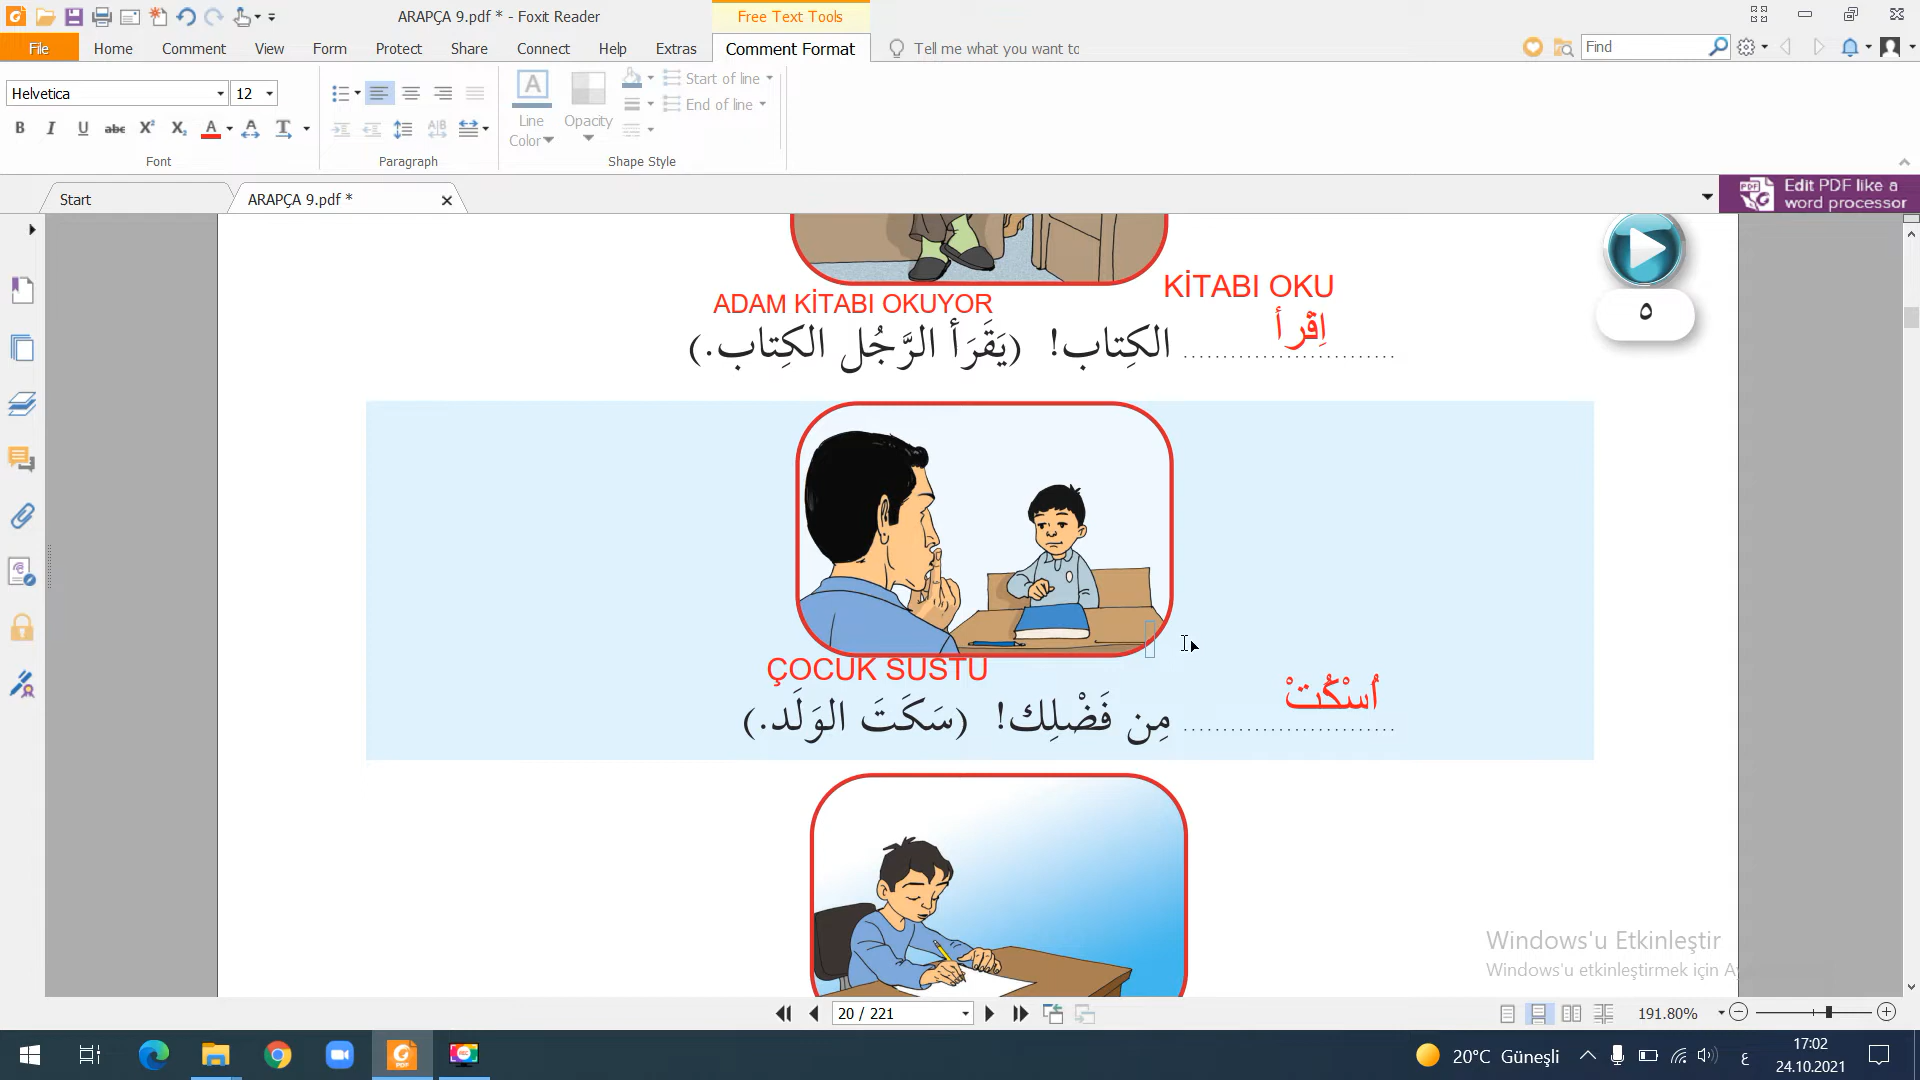 ARAPÇA 9.pdf * - Foxit Reader
Free Text Tools
File Home Comment View Form Protect Share Connect Help Extras Comment Format Tell me what you want to Find
Helvetica 12
Line Color
Opacity
Start of line
End of line
Font Paragraph Shape Style
Start
ARAPÇA 9.pdf *
Edit PDF like a
word processor
KİTABI OKU
ADAM KİTABI OKUYOR
اِقْرأ
.......................... الكِتاب! (يَقَرَأ الرَّجُل الكِتاب.)
٥
ÇOCUK SUSTU
اُسْكُتْ
.......................... مِن فَضْلِك! (سَكَتَ الوَلَد.)
Windows'u Etkinleştir
Windows'u etkinleştirmek için
20 / 221
191.80%
20°C Güneşli
ع
17:02
24.10.2021